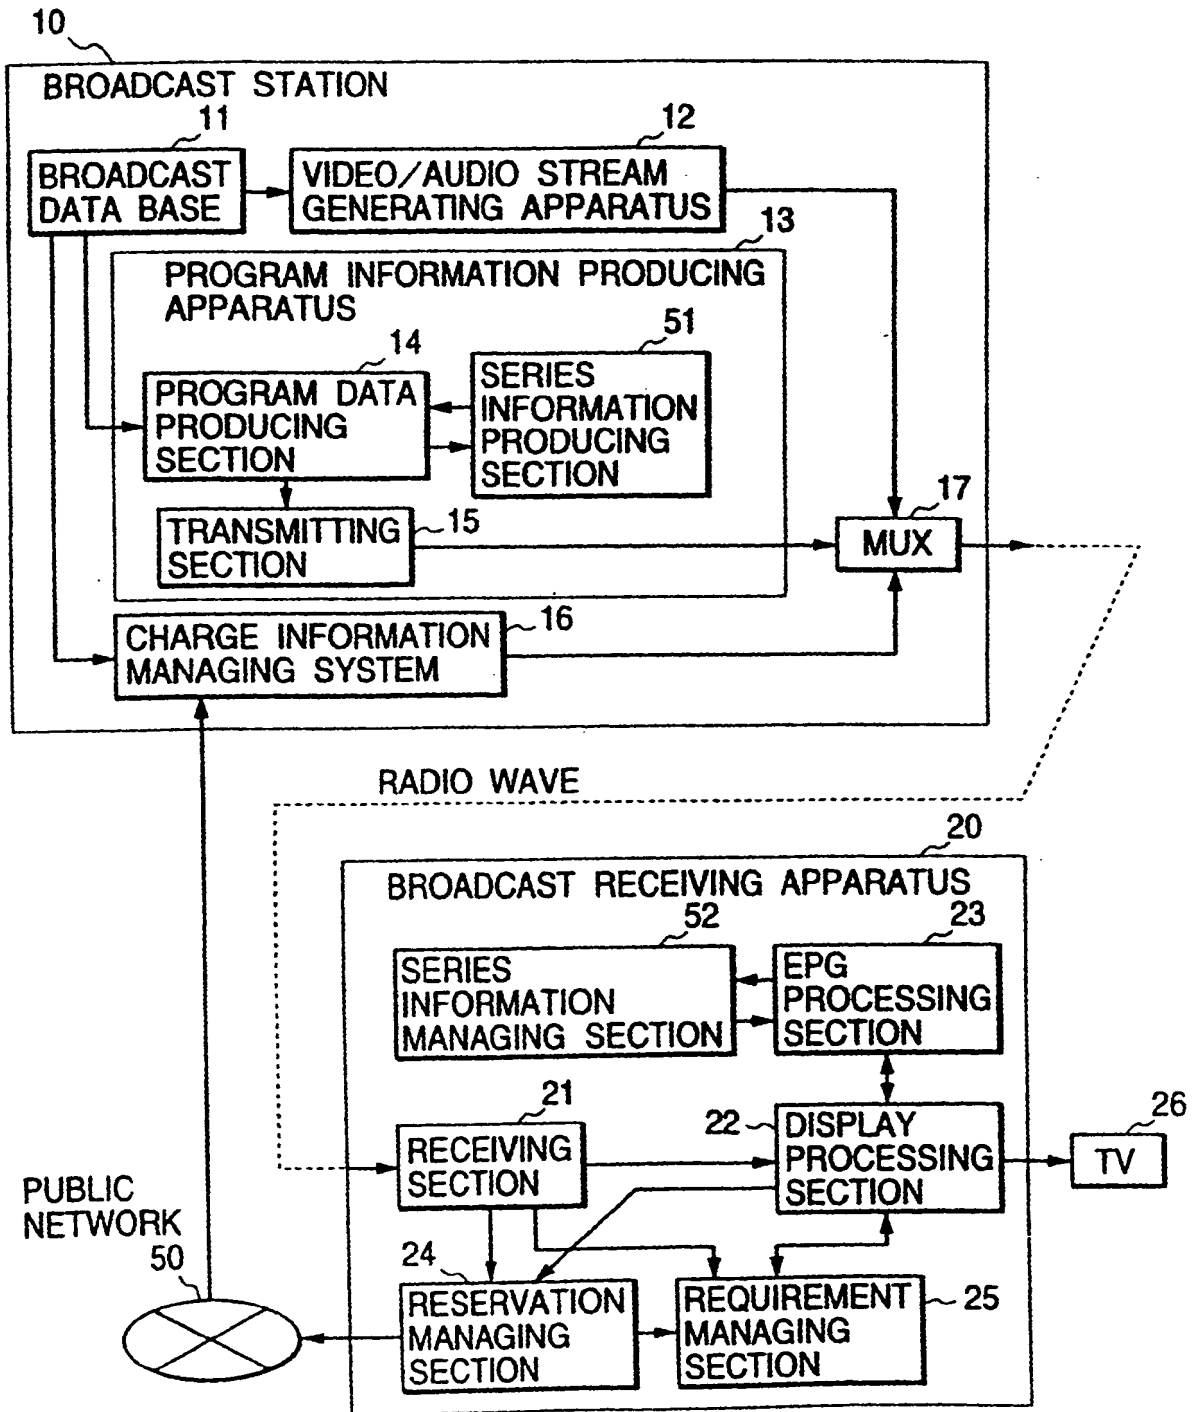 10
BROADCAST STATION
11
12
BROADCAST
DATA BASE
VIDEO/AUDIO STREAM
GENERATING APPARATUS
13
PROGRAM INFORMATION PRODUCING
APPARATUS
14
51
PROGRAM DATA
PRODUCING
SECTION
SERIES
INFORMATION
PRODUCING
SECTION
17
MUX
15
TRANSMITTING
SECTION
16
CHARGE INFORMATION
MANAGING SYSTEM
RADIO WAVE
20
BROADCAST RECEIVING APPARATUS
52
23
SERIES
INFORMATION
MANAGING SECTION
EPG
PROCESSING
SECTION
21
22
26
RECEIVING
SECTION
DISPLAY
PROCESSING
SECTION
TV
PUBLIC
NETWORK
50
24
25
RESERVATION
MANAGING
SECTION
REQUIREMENT
MANAGING
SECTION